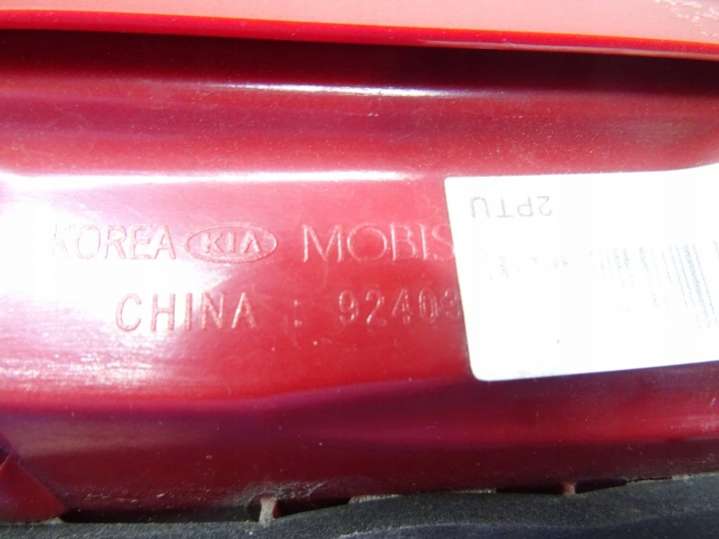 KOREA KIA MOBIS
CHINA : 92403
2PTU